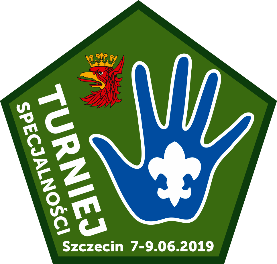 TURNIEJ
SPECJALNOŚCI
Szczecin 7-9.06.2019